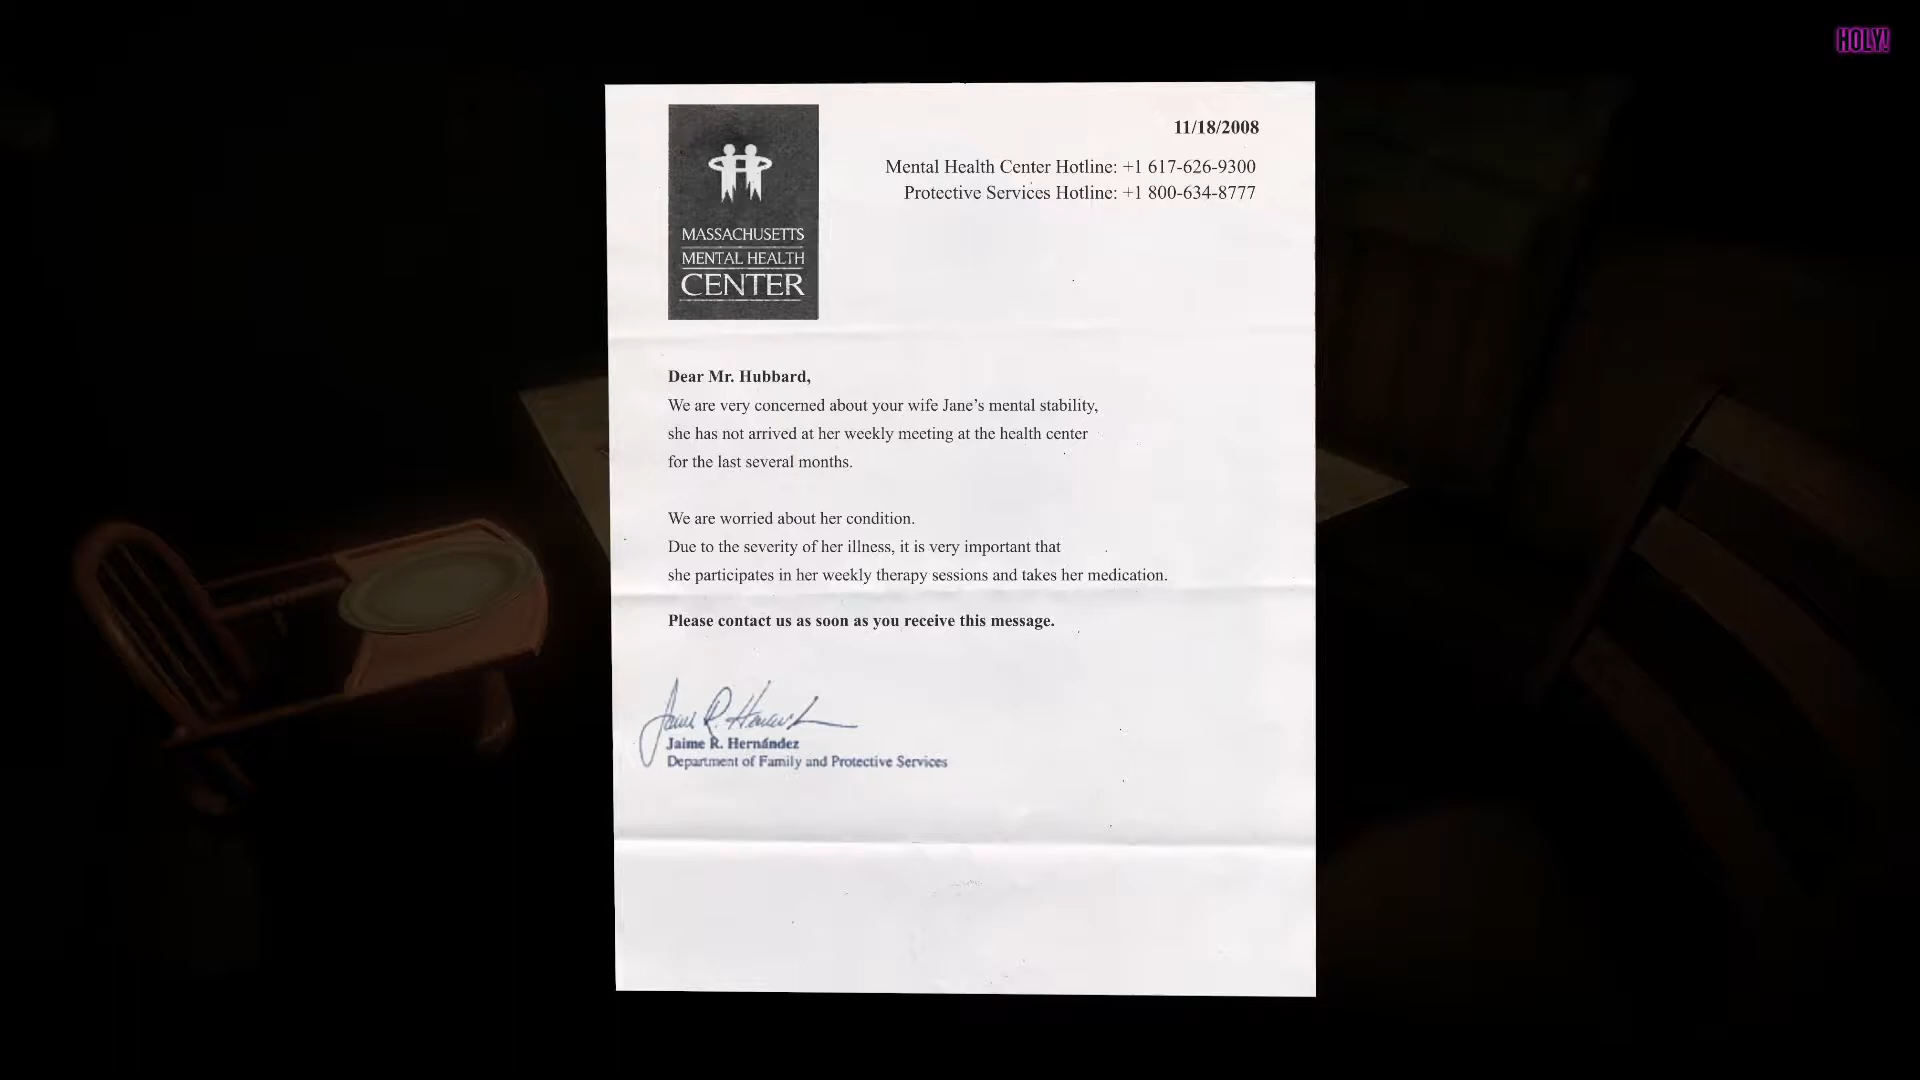 HOLY!
11/18/2008
Mental Health Center Hotline: +1 617-626-9300
Protective Services Hotline: +1 800-634-8777
MASSACHUSETTS
MENTAL HEALTH
CENTER
Dear Mr. Hubbard,
We are very concerned about your wife Jane’s mental stability,
she has not arrived at her weekly meeting at the health center
for the last several months.
We are worried about her condition.
Due to the severity of her illness, it is very important that
she participates in her weekly therapy sessions and takes her medication.
Please contact us as soon as you receive this message.
Jaime R. Hernández
Department of Family and Protective Services